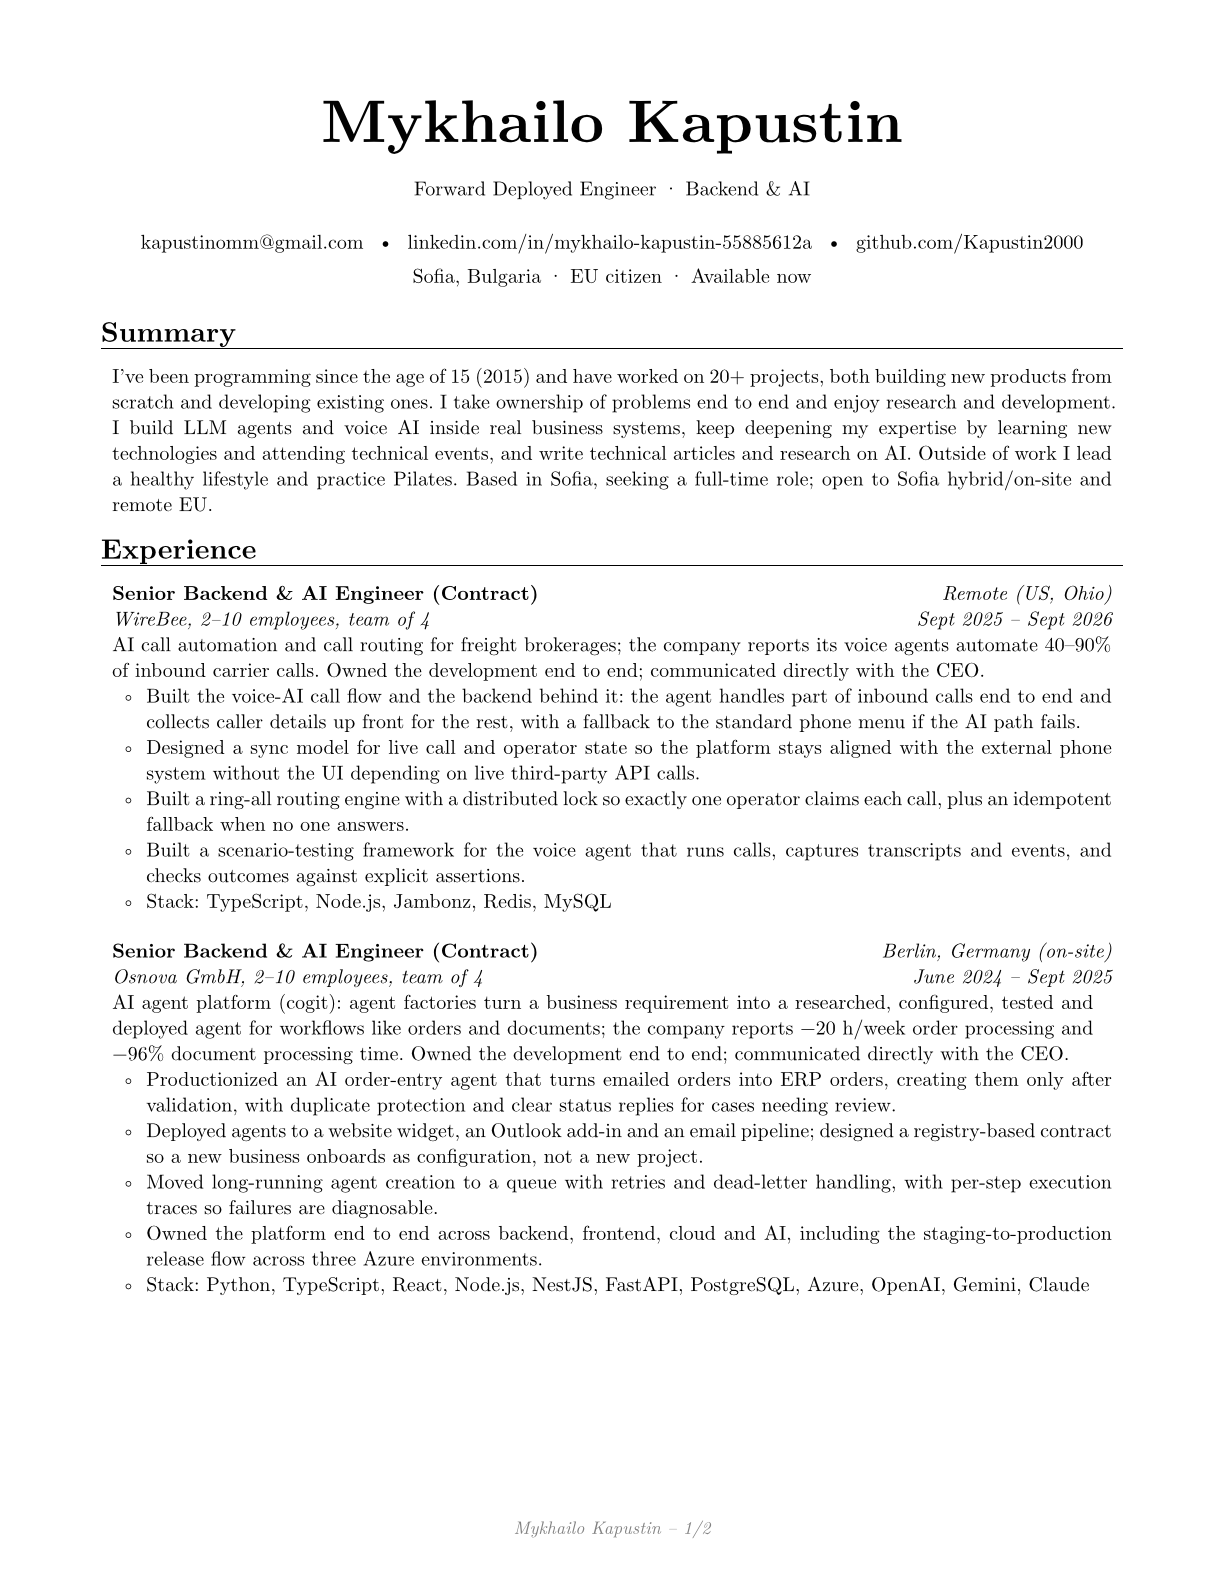 Mykhailo Kapustin
Forward Deployed Engineer · Backend & AI
kapustinomm@gmail.com • linkedin.com/in/mykhailo-kapustin-55885612a • github.com/Kapustin2000
Sofia, Bulgaria · EU citizen · Available now
Summary
I've been programming since the age of 15 (2015) and have worked on 20+ projects, both building new products from
scratch and developing existing ones. I take ownership of problems end to end and enjoy research and development.
I build LLM agents and voice AI inside real business systems, keep deepening my expertise by learning new
technologies and attending technical events, and write technical articles and research on AI. Outside of work I lead
a healthy lifestyle and practice Pilates. Based in Sofia, seeking a full-time role; open to Sofia hybrid/on-site and
remote EU.
Experience
Senior Backend & AI Engineer (Contract) Remote (US, Ohio)
WireBee, 2–10 employees, team of 4 Sept 2025 – Sept 2026
AI call automation and call routing for freight brokerages; the company reports its voice agents automate 40–90%
of inbound carrier calls. Owned the development end to end; communicated directly with the CEO.
◦ Built the voice-AI call flow and the backend behind it: the agent handles part of inbound calls end to end and
collects caller details up front for the rest, with a fallback to the standard phone menu if the AI path fails.
◦ Designed a sync model for live call and operator state so the platform stays aligned with the external phone
system without the UI depending on live third-party API calls.
◦ Built a ring-all routing engine with a distributed lock so exactly one operator claims each call, plus an idempotent
fallback when no one answers.
◦ Built a scenario-testing framework for the voice agent that runs calls, captures transcripts and events, and
checks outcomes against explicit assertions.
◦ Stack: TypeScript, Node.js, Jambonz, Redis, MySQL
Senior Backend & AI Engineer (Contract) Berlin, Germany (on-site)
Osnova GmbH, 2–10 employees, team of 4 June 2024 – Sept 2025
AI agent platform (cogit): agent factories turn a business requirement into a researched, configured, tested and
deployed agent for workflows like orders and documents; the company reports −20 h/week order processing and
−96% document processing time. Owned the development end to end; communicated directly with the CEO.
◦ Productionized an AI order-entry agent that turns emailed orders into ERP orders, creating them only after
validation, with duplicate protection and clear status replies for cases needing review.
◦ Deployed agents to a website widget, an Outlook add-in and an email pipeline; designed a registry-based contract
so a new business onboards as configuration, not a new project.
◦ Moved long-running agent creation to a queue with retries and dead-letter handling, with per-step execution
traces so failures are diagnosable.
◦ Owned the platform end to end across backend, frontend, cloud and AI, including the staging-to-production
release flow across three Azure environments.
◦ Stack: Python, TypeScript, React, Node.js, NestJS, FastAPI, PostgreSQL, Azure, OpenAI, Gemini, Claude
Mykhailo Kapustin – 1/2